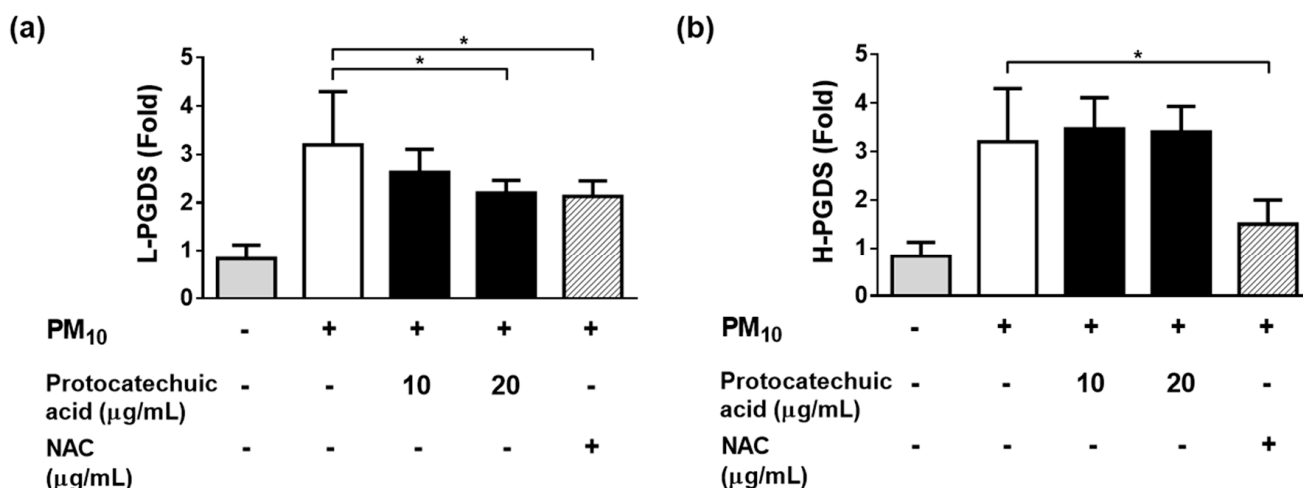 (a)
L-PGDS (Fold)
5
4
3
2
1
0
*
*
PM10 - + + + +
Protocatechuic
acid (μg/mL) - - 10 20 -
NAC
(μg/mL) - - - - +
(b)
H-PGDS (Fold)
5
4
3
2
1
0
*
PM10 - + + + +
Protocatechuic
acid (μg/mL) - - 10 20 -
NAC
(μg/mL) - - - - +